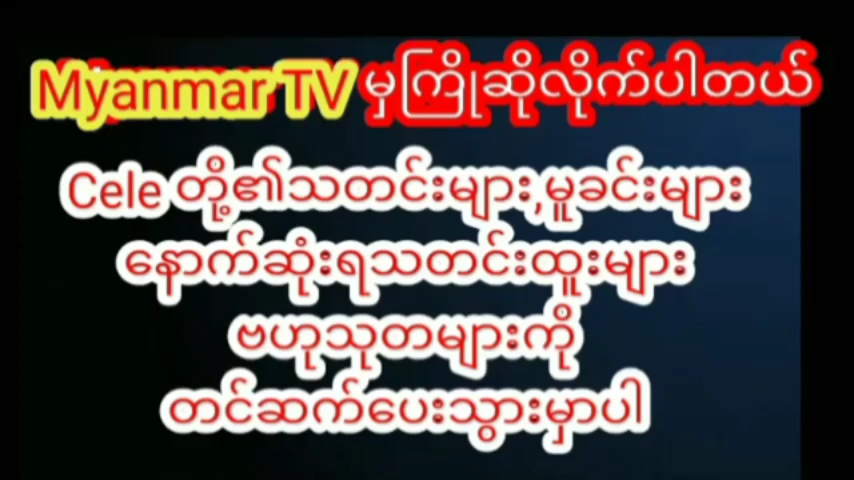 Myanmar TV မှကြိုဆိုလိုက်ပါတယ်
Cele တို့၏သတင်းများ,မူခင်းများ
နောက်ဆုံးရသတင်းထူးများ
ဗဟုသုတများကို
တင်ဆက်ပေးသွားမှာပါ